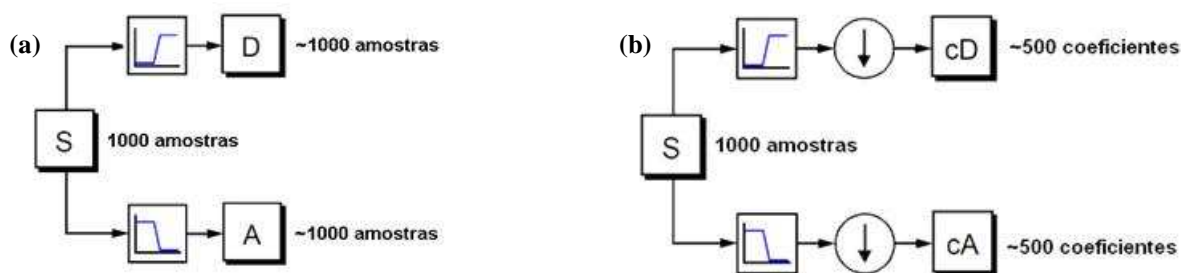 (a)
D
~1000 amostras
S
1000 amostras
A
~1000 amostras
(b)
cD
~500 coeficientes
S
1000 amostras
cA
~500 coeficientes